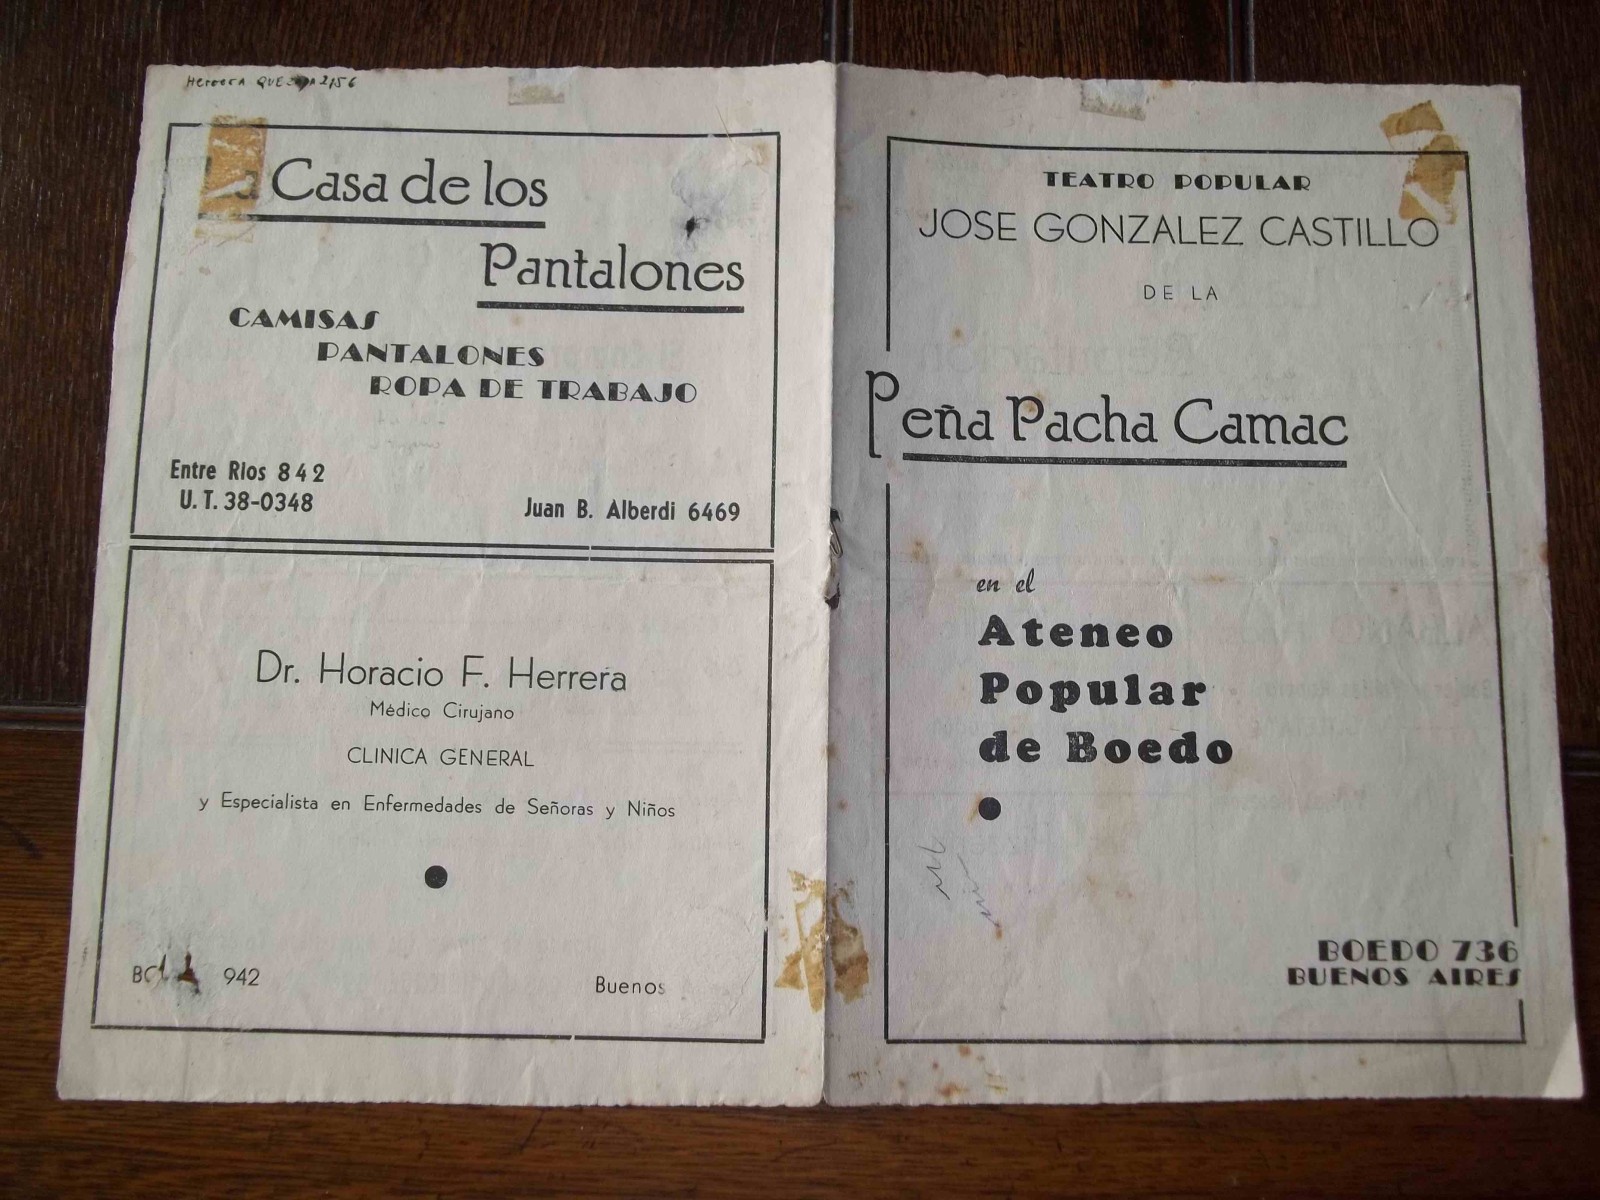 La Casa de los
Pantalones
CAMISAS
PANTALONES
ROPA DE TRABAJO
Entre Ríos 842
U. T. 38-0348
Juan B. Alberdi 6469
Dr. Horacio F. Herrera
Médico Cirujano
CLINICA GENERAL
y Especialista en Enfermedades de Señoras y Niños
942
Buenos
TEATRO POPULAR
JOSE GONZALEZ CASTILLO
DE LA
Peña Pacha Camac
en el
Ateneo
Popular
de Boedo
BOEDO 736
BUENOS AIRES